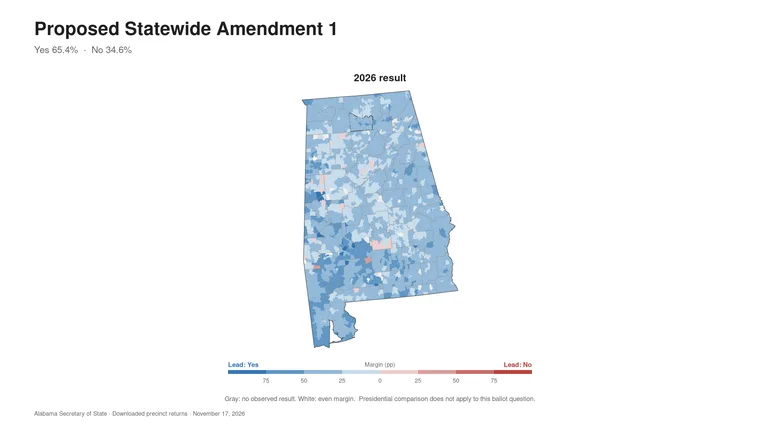 Proposed Statewide Amendment 1
Yes 65.4% · No 34.6%
2026 result
Lead: Yes Margin (pp) Lead: No
75 50 25 0 25 50 75
Gray: no observed result. White: even margin. Presidential comparison does not apply to this ballot question.
Alabama Secretary of State · Downloaded precinct returns · November 17, 2026